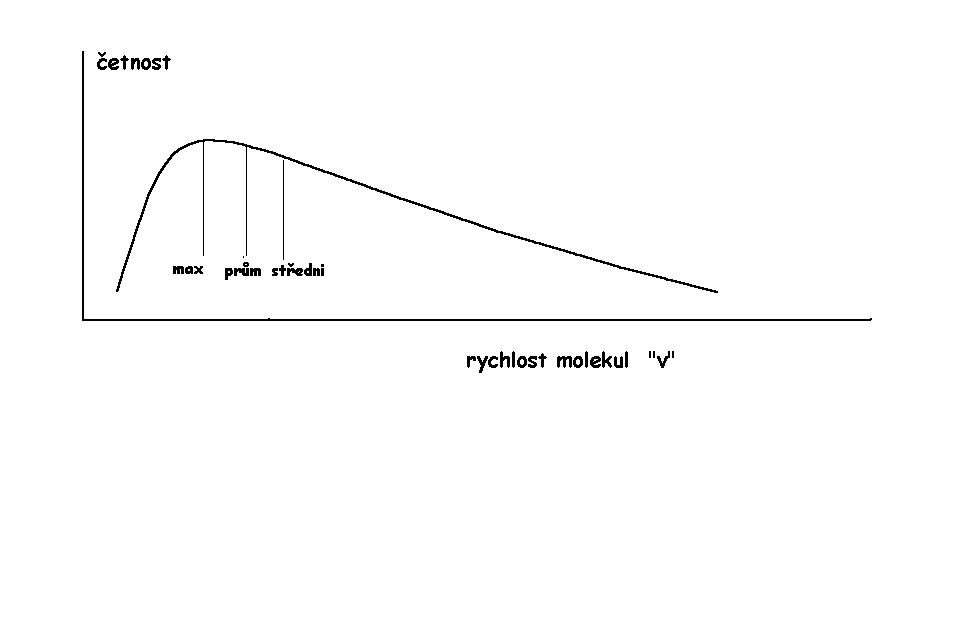 četnost
max prům středni
rychlost molekul "v"